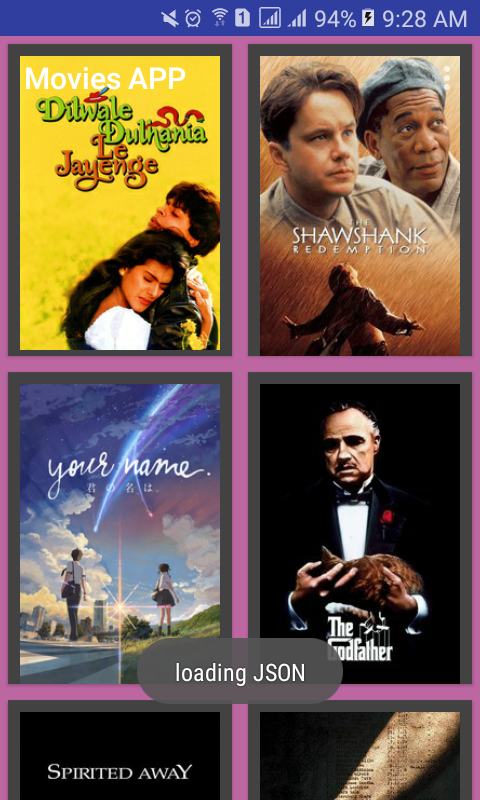 1 94% 9:28 AM
Movies APP
Dilwale
Dulhania
Le
Jayenge
THE
SHAWSHANK
REDEMPTION
your name.
君の名は。
The
Godfather
loading JSON
SPIRITED AWAY